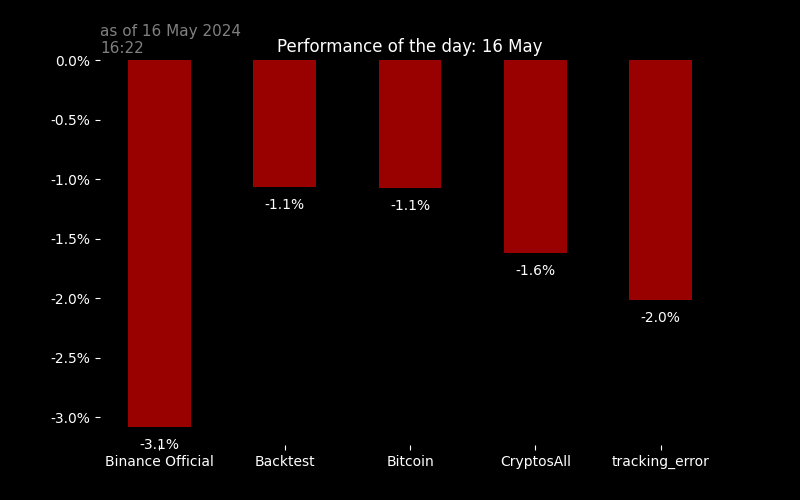 as of 16 May 2024
16:22
Performance of the day: 16 May
0.0%
-0.5%
-1.0%
-1.5%
-2.0%
-2.5%
-3.0%
-3.1%
-1.1%
-1.1%
-1.6%
-2.0%
Binance Official
Backtest
Bitcoin
CryptosAll
tracking_error